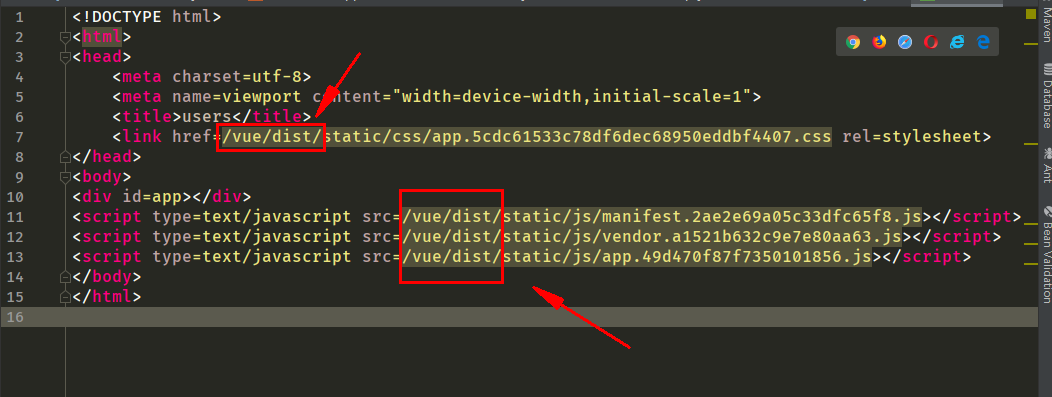 1 <!DOCTYPE html>
2 <html>
3 <head>
4 <meta charset=utf-8>
5 <meta name=viewport content="width=device-width,initial-scale=1">
6 <title>users</title>
7 <link href=/vue/dist/static/css/app.5cdc61533c78df6dec68950eddbf4407.css rel=stylesheet>
8 </head>
9 <body>
10 <div id=app></div>
11 <script type=text/javascript src=/vue/dist/static/js/manifest.2ae2e69a05c33dfc65f8.js></script>
12 <script type=text/javascript src=/vue/dist/static/js/vendor.a1521b632c9e7e80aa63.js></script>
13 <script type=text/javascript src=/vue/dist/static/js/app.49d470f87f7350101856.js></script>
14 </body>
15 </html>
16
Maven
Database
Ant
Bean Validation